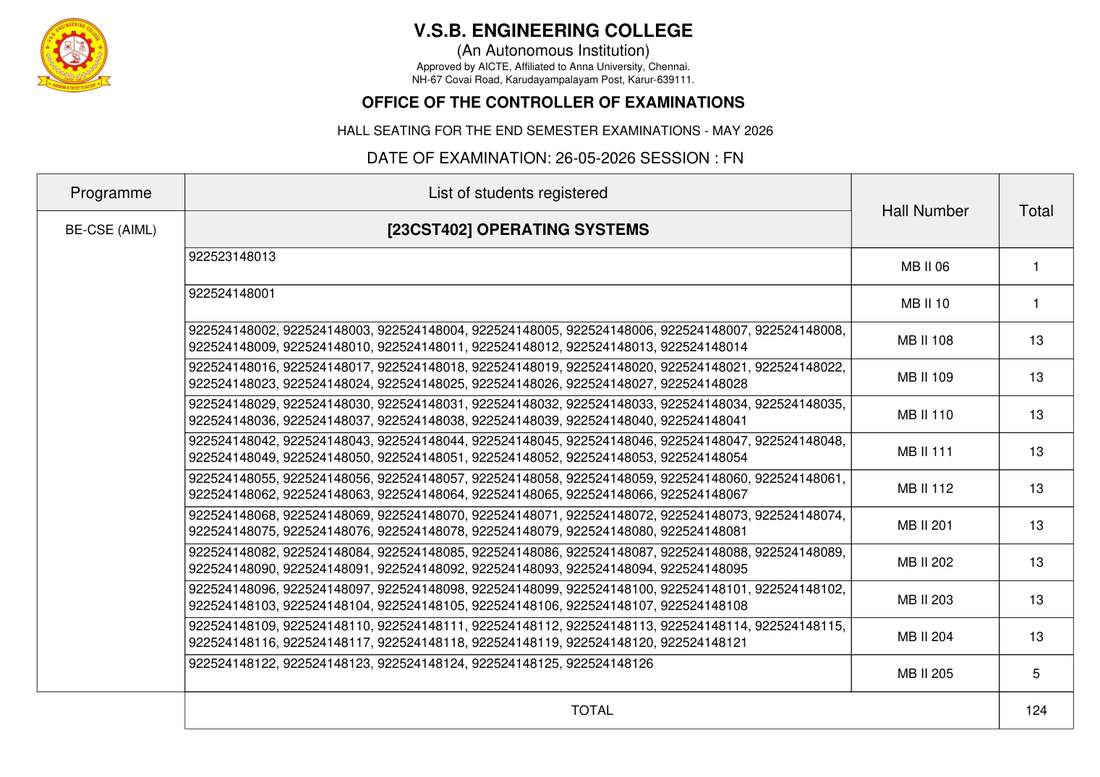 V.S.B. ENGINEERING COLLEGE
(An Autonomous Institution)
Approved by AICTE, Affiliated to Anna University, Chennai.
NH-67 Covai Road, Karudayampalayam Post, Karur-639111.
OFFICE OF THE CONTROLLER OF EXAMINATIONS
HALL SEATING FOR THE END SEMESTER EXAMINATIONS - MAY 2026
DATE OF EXAMINATION: 26-05-2026 SESSION : FN
Programme
List of students registered
Hall Number
Total
BE-CSE (AIML)
[23CST402] OPERATING SYSTEMS
922523148013
MB II 06
1
922524148001
MB II 10
1
922524148002, 922524148003, 922524148004, 922524148005, 922524148006, 922524148007, 922524148008,
922524148009, 922524148010, 922524148011, 922524148012, 922524148013, 922524148014
MB II 108
13
922524148016, 922524148017, 922524148018, 922524148019, 922524148020, 922524148021, 922524148022,
922524148023, 922524148024, 922524148025, 922524148026, 922524148027, 922524148028
MB II 109
13
922524148029, 922524148030, 922524148031, 922524148032, 922524148033, 922524148034, 922524148035,
922524148036, 922524148037, 922524148038, 922524148039, 922524148040, 922524148041
MB II 110
13
922524148042, 922524148043, 922524148044, 922524148045, 922524148046, 922524148047, 922524148048,
922524148049, 922524148050, 922524148051, 922524148052, 922524148053, 922524148054
MB II 111
13
922524148055, 922524148056, 922524148057, 922524148058, 922524148059, 922524148060, 922524148061,
922524148062, 922524148063, 922524148064, 922524148065, 922524148066, 922524148067
MB II 112
13
922524148068, 922524148069, 922524148070, 922524148071, 922524148072, 922524148073, 922524148074,
922524148075, 922524148076, 922524148078, 922524148079, 922524148080, 922524148081
MB II 201
13
922524148082, 922524148084, 922524148085, 922524148086, 922524148087, 922524148088, 922524148089,
922524148090, 922524148091, 922524148092, 922524148093, 922524148094, 922524148095
MB II 202
13
922524148096, 922524148097, 922524148098, 922524148099, 922524148100, 922524148101, 922524148102,
922524148103, 922524148104, 922524148105, 922524148106, 922524148107, 922524148108
MB II 203
13
922524148109, 922524148110, 922524148111, 922524148112, 922524148113, 922524148114, 922524148115,
922524148116, 922524148117, 922524148118, 922524148119, 922524148120, 922524148121
MB II 204
13
922524148122, 922524148123, 922524148124, 922524148125, 922524148126
MB II 205
5
TOTAL
124